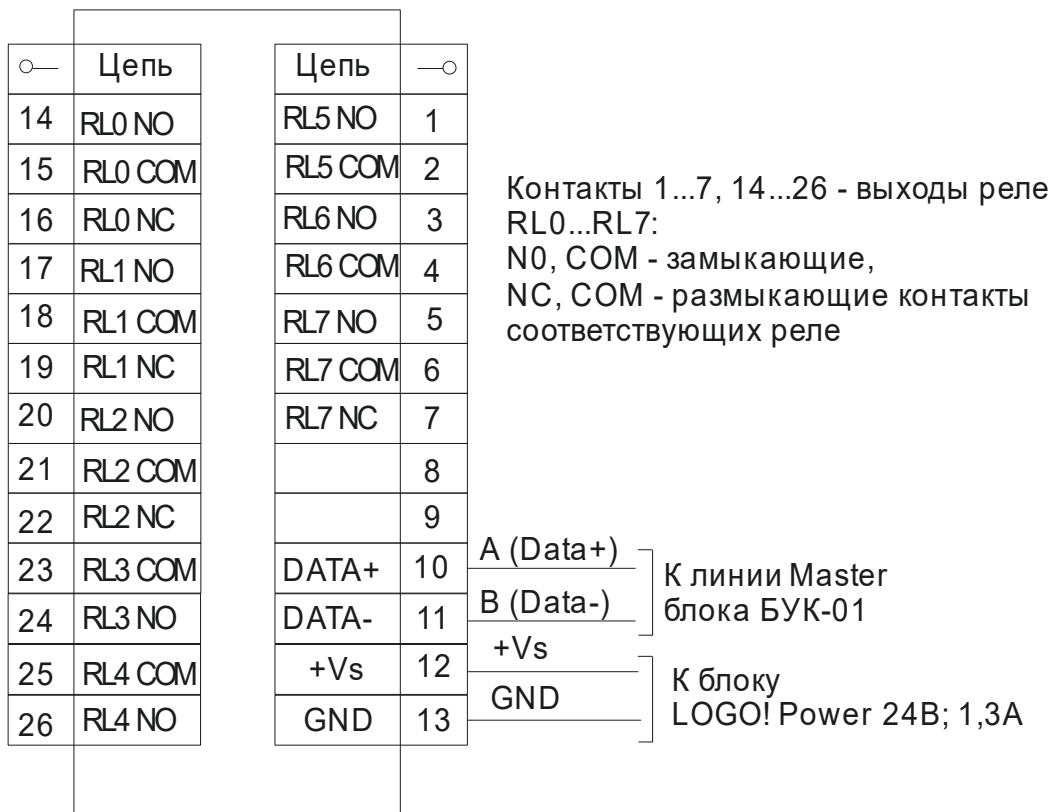 Цепь
14 RL0 NO
15 RL0 COM
16 RL0 NC
17 RL1 NO
18 RL1 COM
19 RL1 NC
20 RL2 NO
21 RL2 COM
22 RL2 NC
23 RL3 COM
24 RL3 NO
25 RL4 COM
26 RL4 NO
Цепь
RL5 NO 1
RL5 COM 2
RL6 NO 3
RL6 COM 4
RL7 NO 5
RL7 COM 6
RL7 NC 7
8
9
DATA+ 10
DATA- 11
+Vs 12
GND 13
Контакты 1...7, 14...26 - выходы реле
RL0...RL7:
N0, COM - замыкающие,
NC, COM - размыкающие контакты
соответствующих реле
A (Data+)
B (Data-)
К линии Master
блока БУК-01
+Vs
GND
К блоку
LOGO! Power 24В; 1,3А